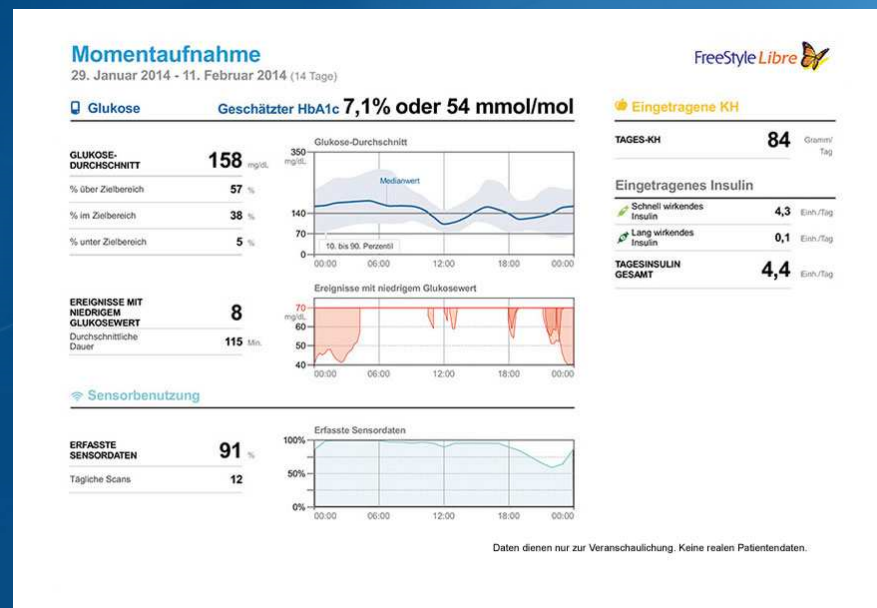 Momentaufnahme
29. Januar 2014 - 11. Februar 2014 (14 Tage)
FreeStyle Libre
Glukose
Geschätzter HbA1c 7,1% oder 54 mmol/mol
GLUKOSE-
DURCHSCHNITT
158 mg/dL
% über Zielbereich
57 %
% im Zielbereich
38 %
% unter Zielbereich
5 %
Glukose-Durchschnitt
350
mg/dL
Medianwert
140
70
10. bis 90. Perzentil
0
00:00 06:00 12:00 18:00 00:00
EREIGNISSE MIT
NIEDRIGEM
GLUKOSEWERT
8
Durchschnittliche
Dauer
115 Min.
Ereignisse mit niedrigem Glukosewert
70
mg/dL
60
50
40
00:00 06:00 12:00 18:00 00:00
Sensorbenutzung
ERFASSTE
SENSORDATEN
91 %
Tägliche Scans
12
Erfasste Sensordaten
100%
50%
0%
00:00 06:00 12:00 18:00 00:00
Eingetragene KH
TAGES-KH
84 Gramm/
Tag
Eingetragenes Insulin
Schnell wirkendes
Insulin
4,3 Einh./Tag
Lang wirkendes
Insulin
0,1 Einh./Tag
TAGESINSULIN
GESAMT
4,4 Einh./Tag
Daten dienen nur zur Veranschaulichung. Keine realen Patientendaten.